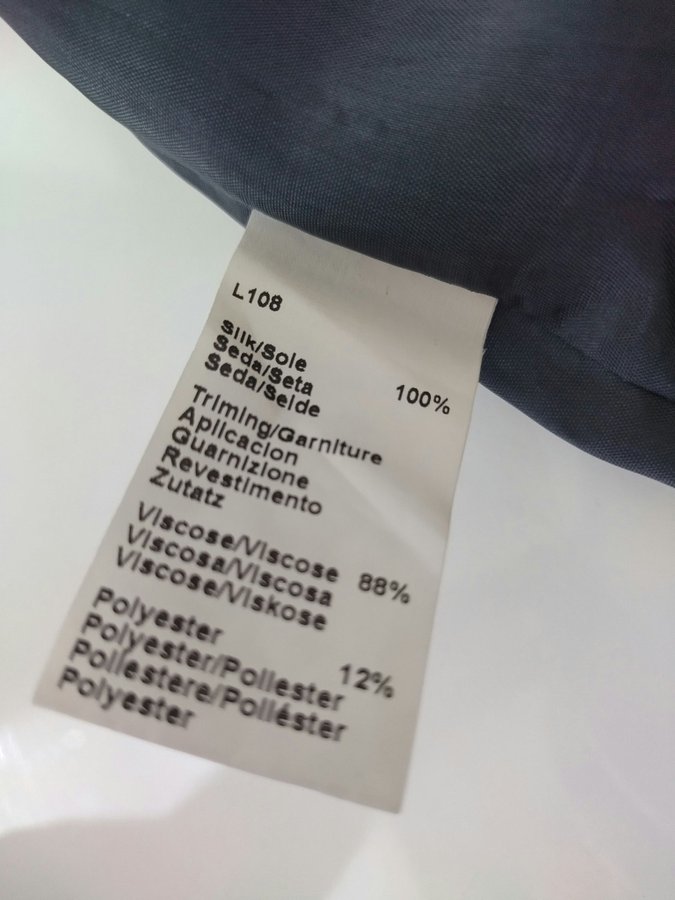 L108
Silk/Sole
Seda/Seta 100%
Seda/Seide
Triming/Garniture
Aplicacion
Guarnizione
Revestimento
Zutatz
Viscose/Viscose
Viscosa/Viscosa 88%
Viscose/Viskose
Polyester
Polyester/Poliester 12%
Poliestere/Poliéster
Polyester